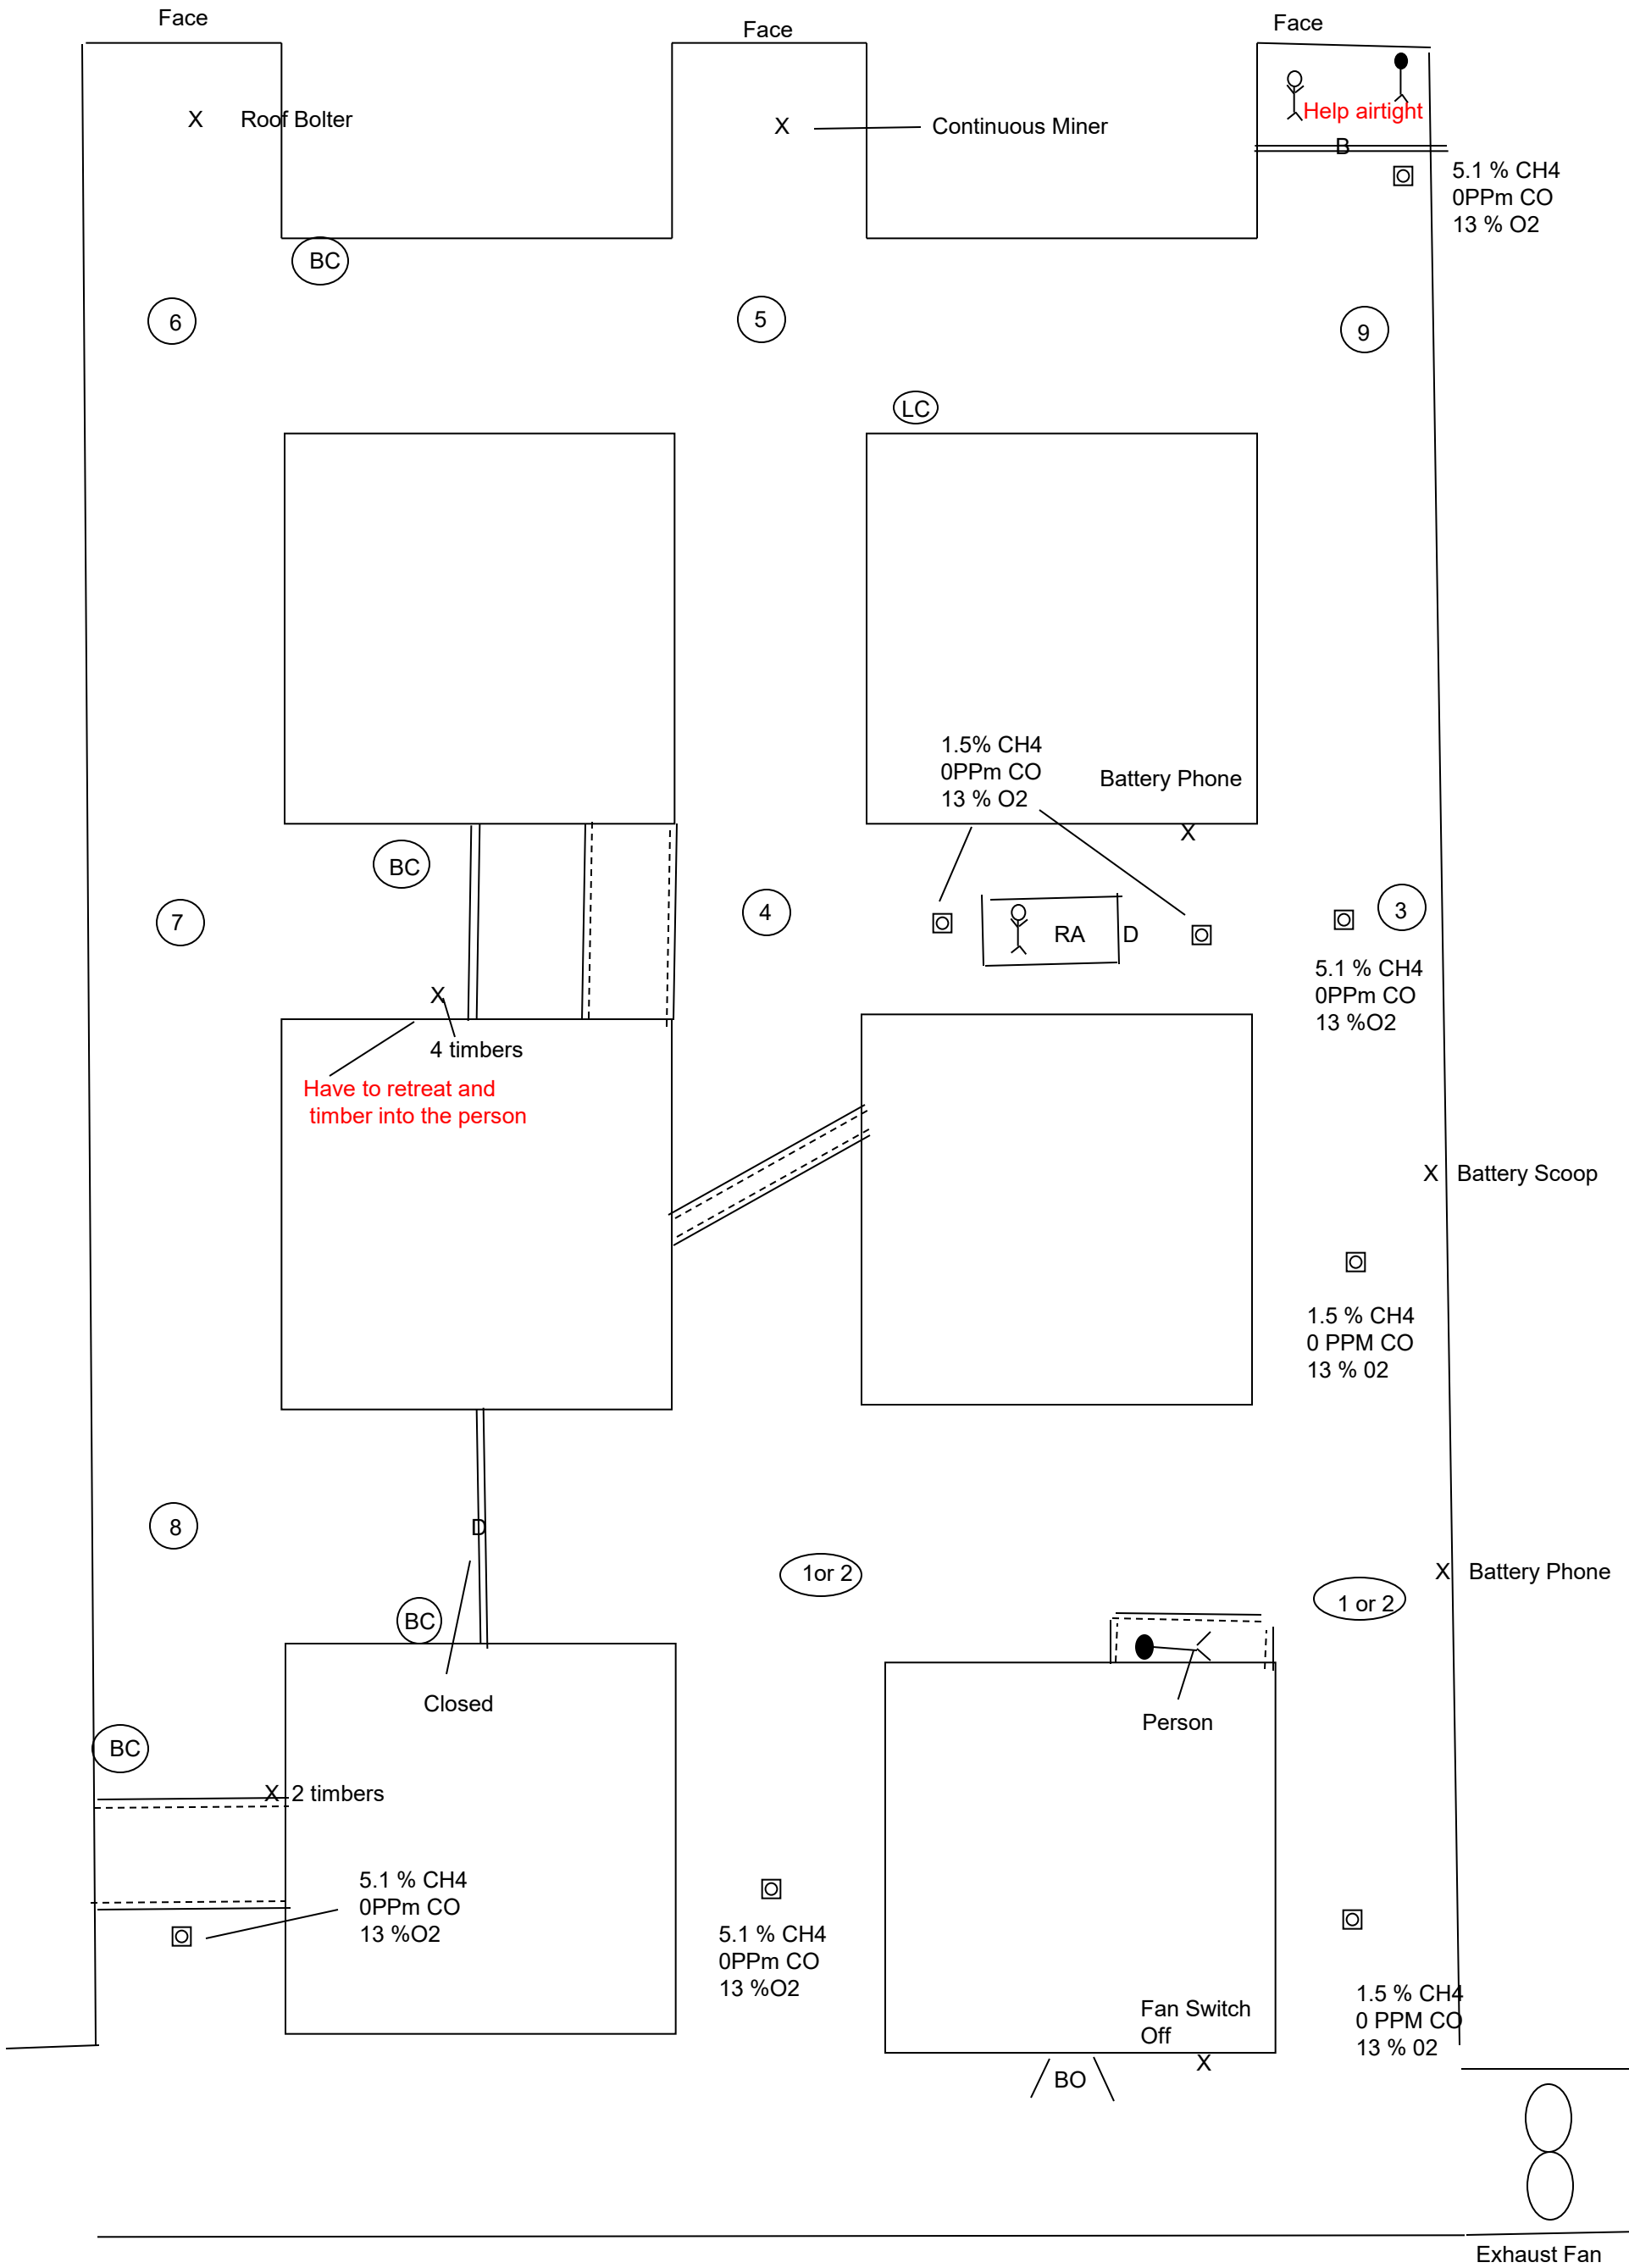 Face
Face
Face
X
Roof Bolter
X
Continuous Miner
Help airtight
B
5.1 % CH4
0PPm CO
13 % O2
BC
6
5
9
LC
1.5% CH4
0PPm CO
13 % O2
Battery Phone
X
BC
7
4
RA
D
3
5.1 % CH4
0PPm CO
13 %O2
X
4 timbers
Have to retreat and
timber into the person
X
Battery Scoop
1.5 % CH4
0 PPM CO
13 % 02
8
D
1or 2
1 or 2
X
Battery Phone
BC
Closed
Person
BC
X
2 timbers
5.1 % CH4
0PPm CO
13 %O2
5.1 % CH4
0PPm CO
13 %O2
1.5 % CH4
0 PPM CO
13 % 02
Fan Switch
Off
X
BO
Exhaust Fan